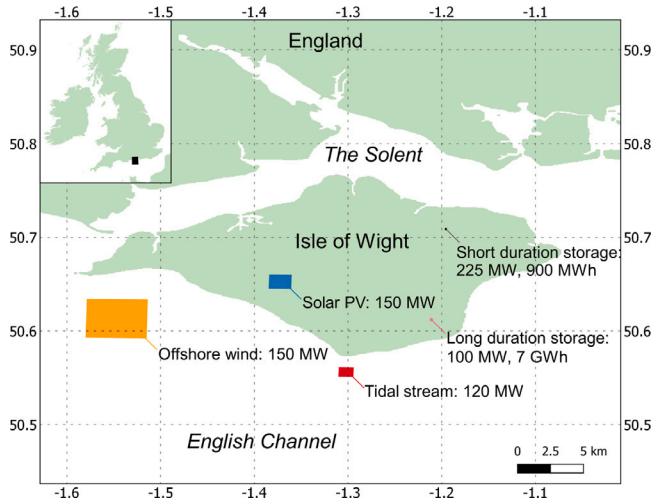 -1.6 -1.5 -1.4 -1.3 -1.2 -1.1
50.9 50.9
England
50.8 50.8
The Solent
50.7 50.7
Isle of Wight
Short duration storage:
225 MW, 900 MWh
Solar PV: 150 MW
50.6 50.6
Long duration storage:
100 MW, 7 GWh
Offshore wind: 150 MW
Tidal stream: 120 MW
50.5 50.5
English Channel
0 2.5 5 km
-1.6 -1.5 -1.4 -1.3 -1.2 -1.1